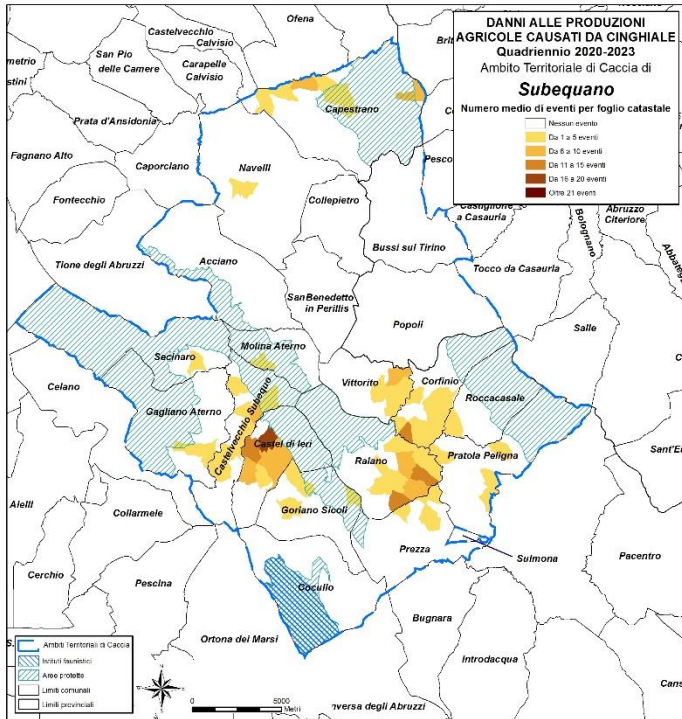 DANNI ALLE PRODUZIONI
AGRICOLE CAUSATI DA CINGHIALE
Quadriennio 2020-2023
Ambito Territoriale di Caccia di
Subequano
Numero medio di eventi per foglio catastale
Nessun evento
Da 1 a 5 eventi
Da 6 a 10 eventi
Da 11 a 15 eventi
Da 16 a 20 eventi
Oltre 21 eventi
Ofena
Castelvecchio
Calvisio
San Pio
delle Camere
Carapelle
Calvisio
Capestrano
Prata d'Ansidonia
Fagnano Alto
Caporciano
Navelli
Fontecchio
Collepietro
Castiglione
a Casauria
Bolognano
Abruzzo
Citeriore
Bussi sul Tirino
Acciano
Tione degli Abruzzi
Tocco da Casauria
San Benedetto
in Perillis
Popoli
Salle
Molina Aterno
Secinaro
Celano
Vittorito
Corfinio
Roccacasale
Gagliano Aterno
Castelvecchio Subequo
Castel di Ieri
Raiano
Pratola Peligna
Goriano Sicoli
Aielli
Collarmele
Prezza
Sulmona
Pacentro
Cerchio
Pescina
Cocullo
Bugnara
Ortona dei Marsi
Introdacqua
Ambiti Territoriali di Caccia
Istituti faunistici
Aree protette
Limiti comunali
Limiti provinciali
0
5000
Metri
nversa degli Abruzzi